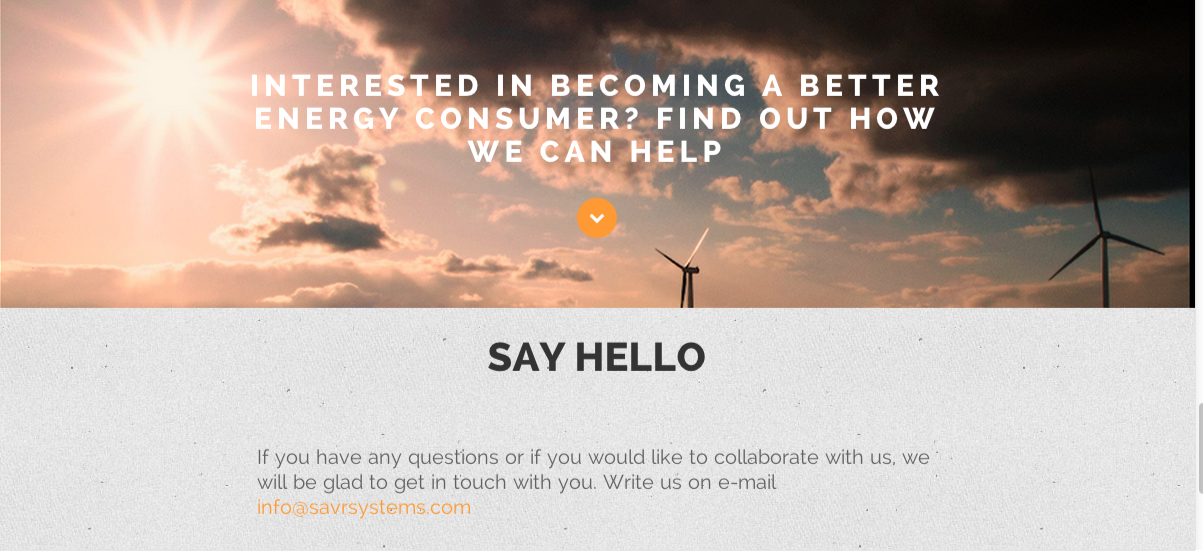 INTERESTED IN BECOMING A BETTER
ENERGY CONSUMER? FIND OUT HOW
WE CAN HELP
SAY HELLO
If you have any questions or if you would like to collaborate with us, we
will be glad to get in touch with you. Write us on e-mail
info@savrsystems.com